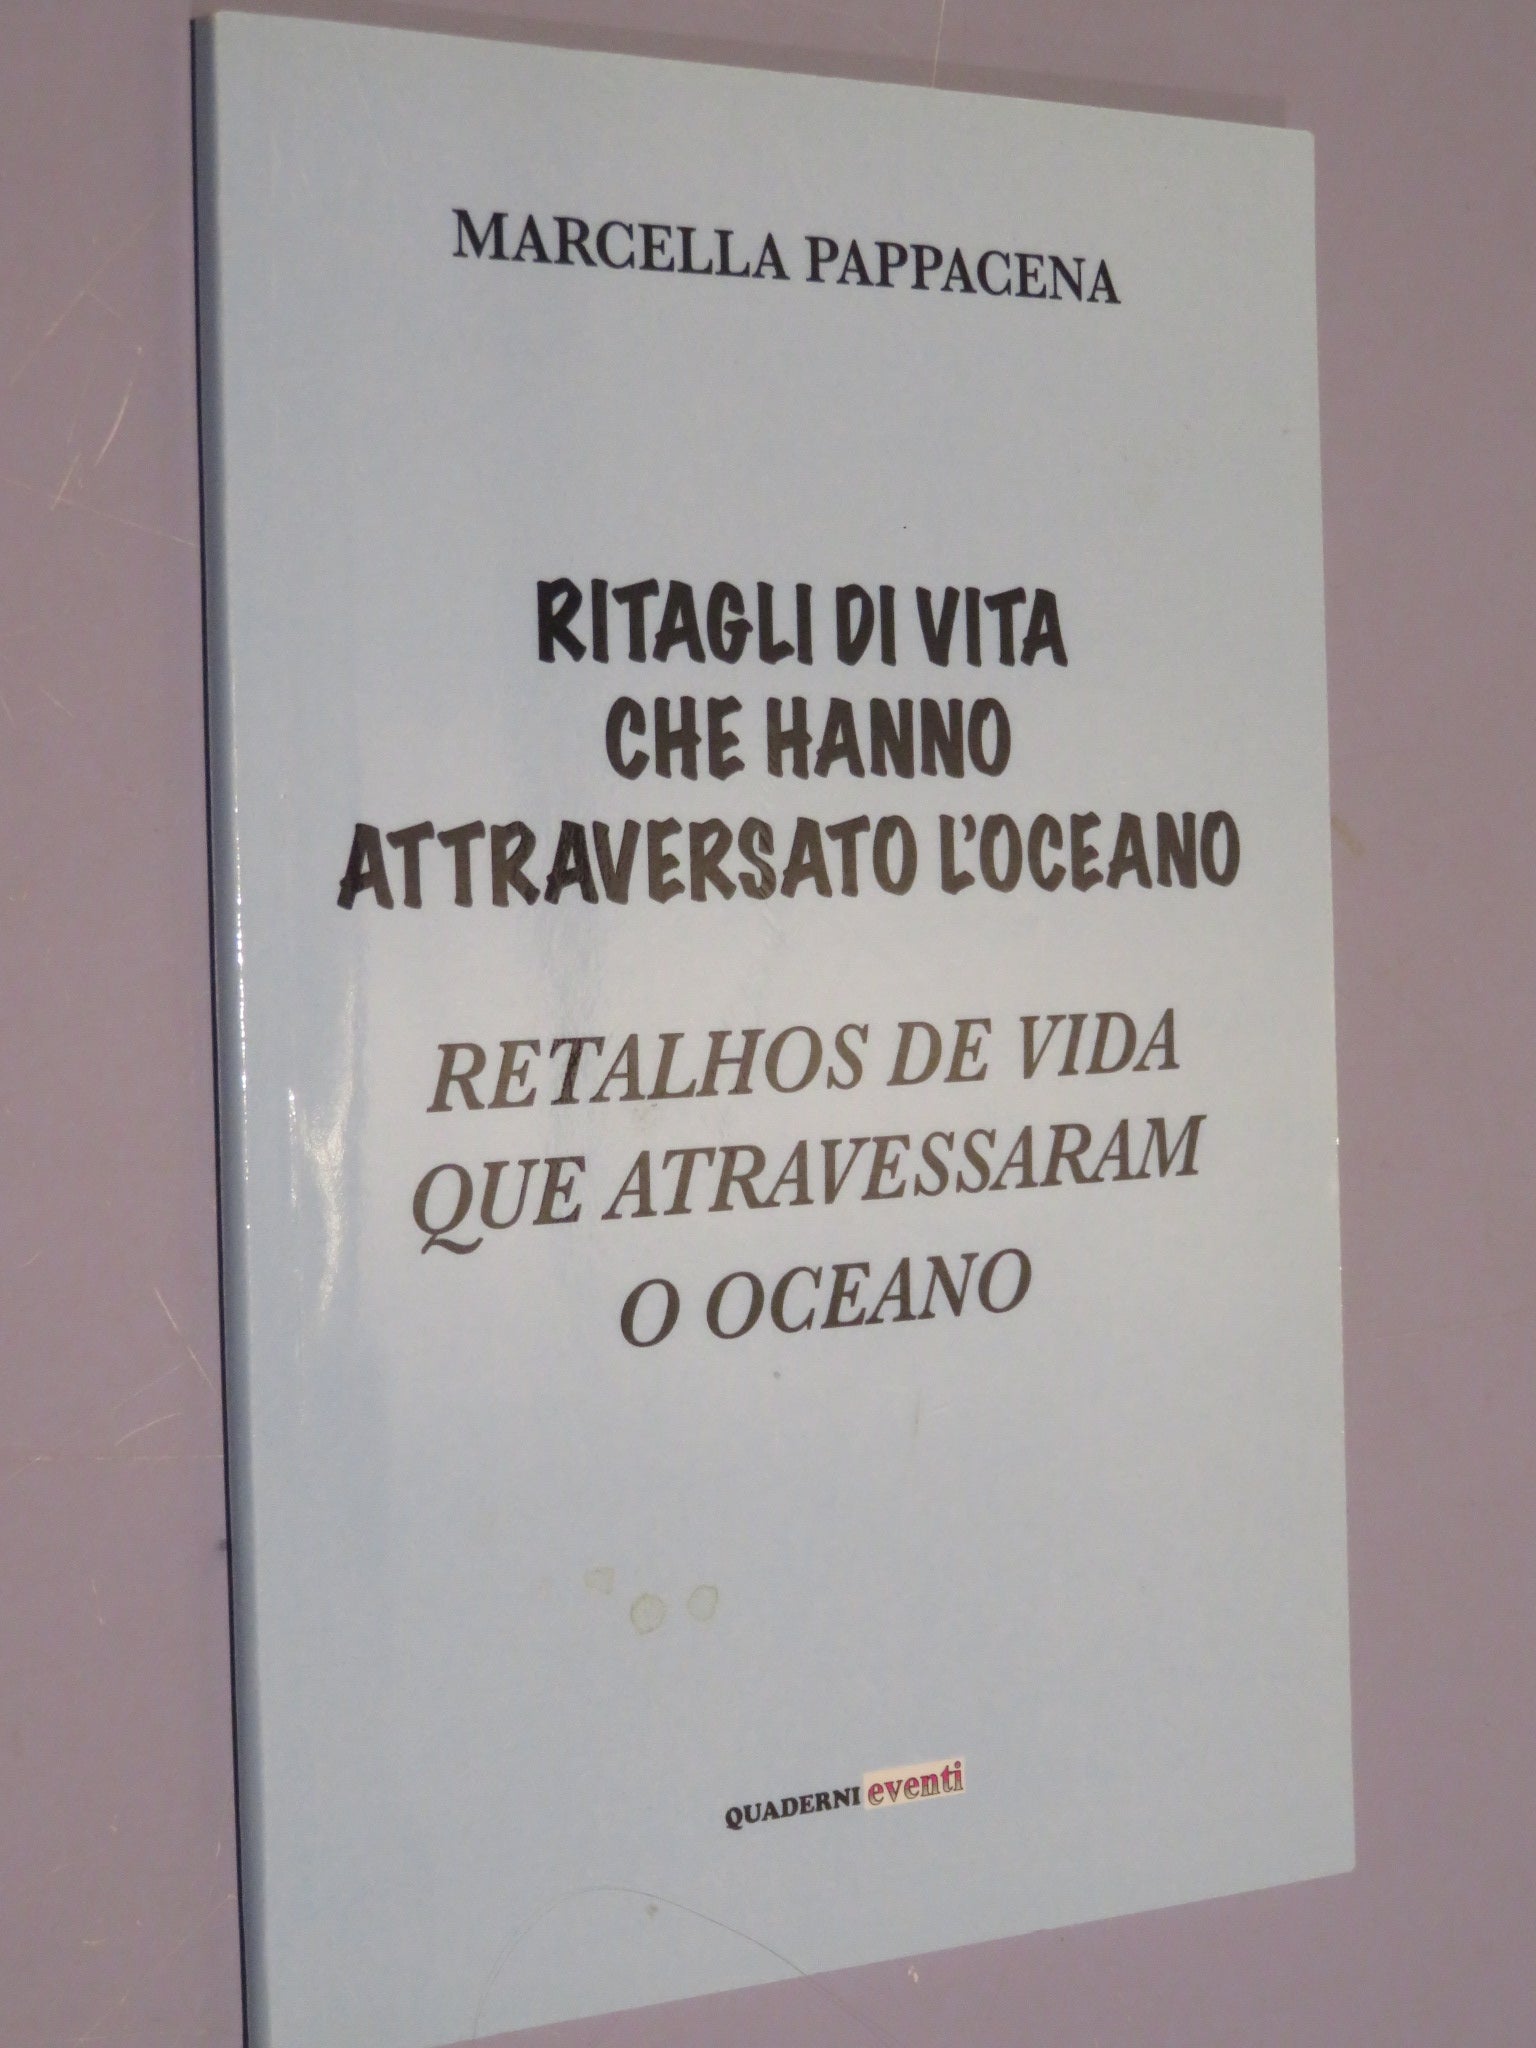 MARCELLA PAPPACENA
RITAGLI DI VITA
CHE HANNO
ATTRAVERSATO L'OCEANO
RETALHOS DE VIDA
QUE ATRAVESSARAM
O OCEANO
QUADERNI eventi